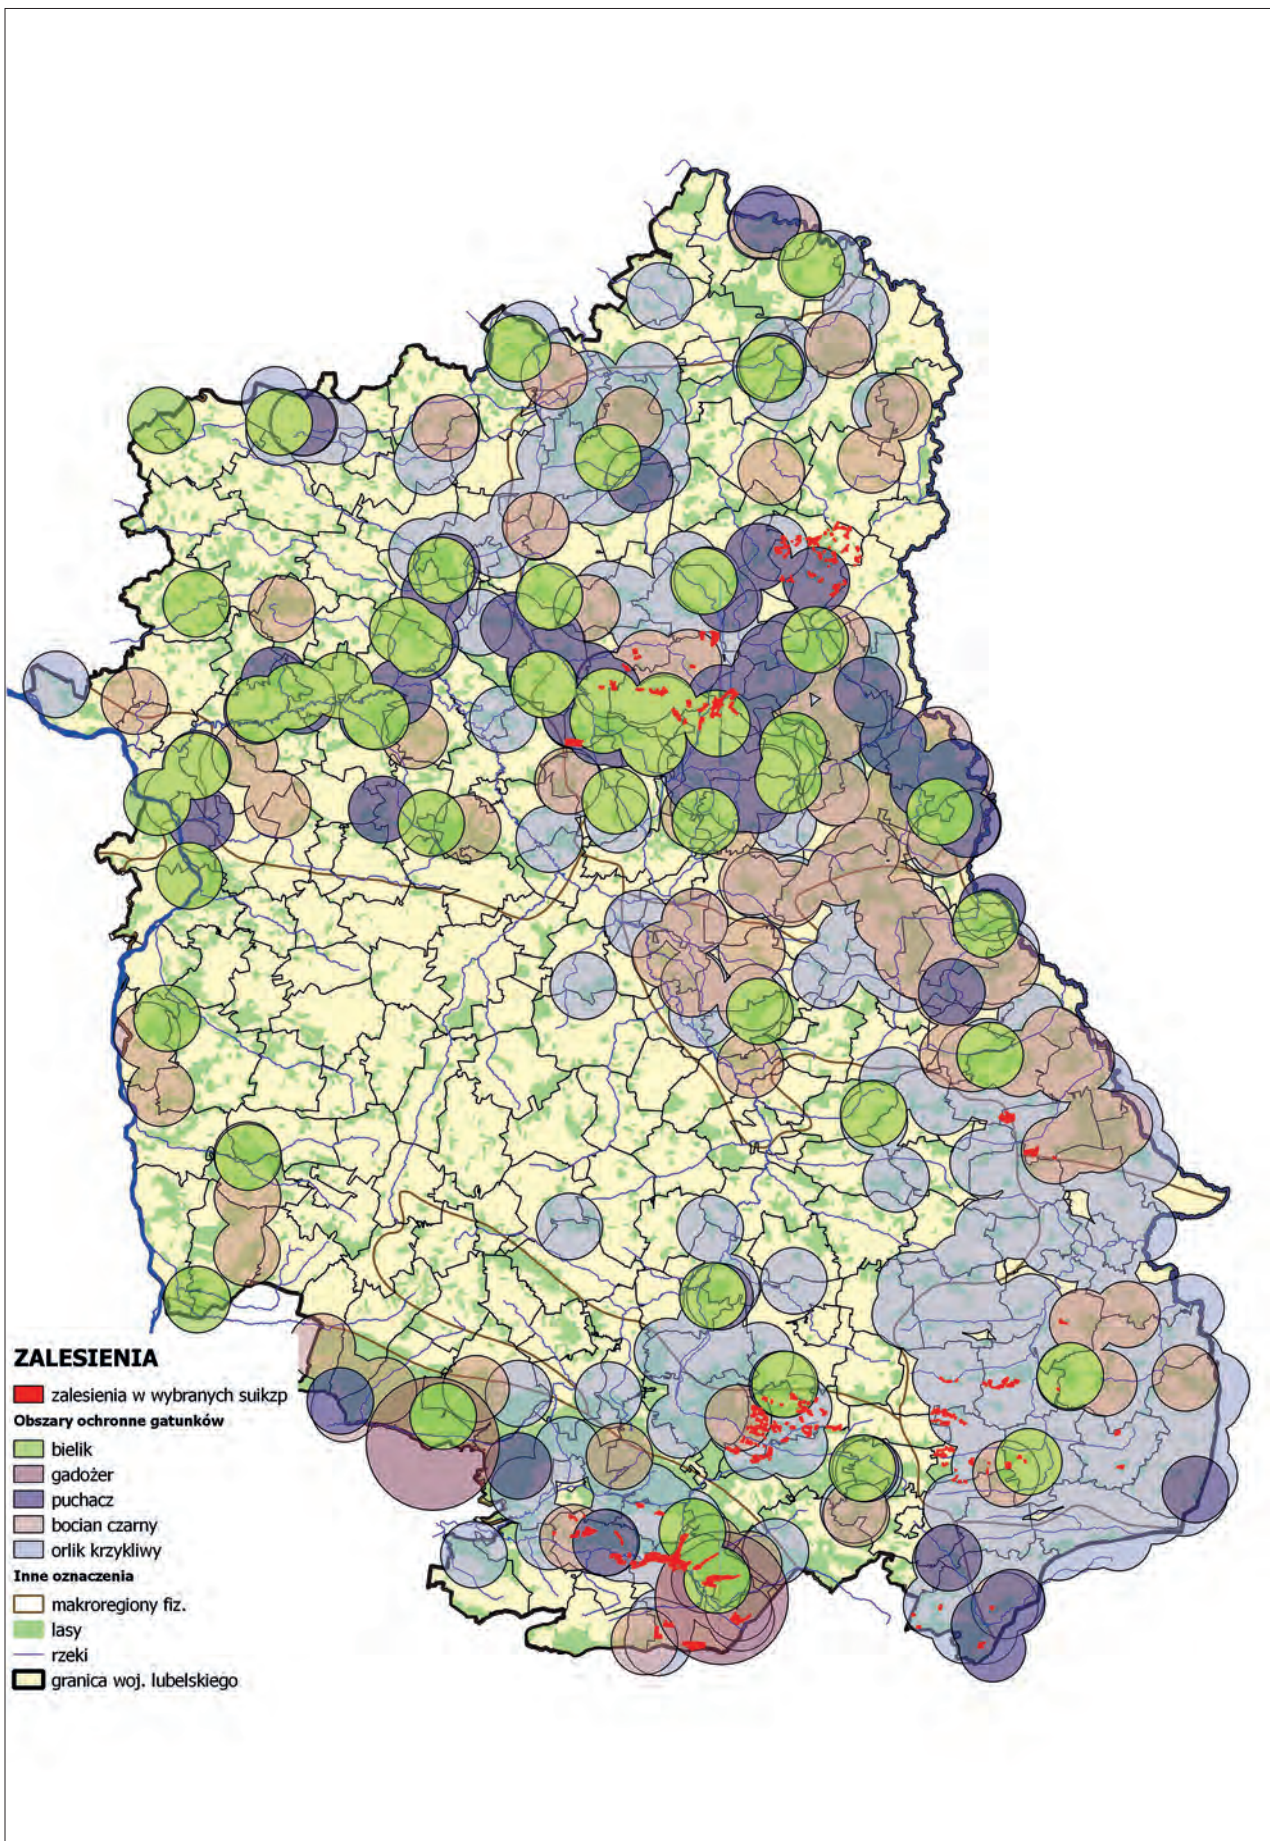 ZALESIENIA
zalesienia w wybranych suikzp
Obszary ochronne gatunków
bielik
gadożer
puchacz
bocian czarny
orlik krzykliwy
Inne oznaczenia
makroregiony fiz.
lasy
rzeki
granica woj. lubelskiego